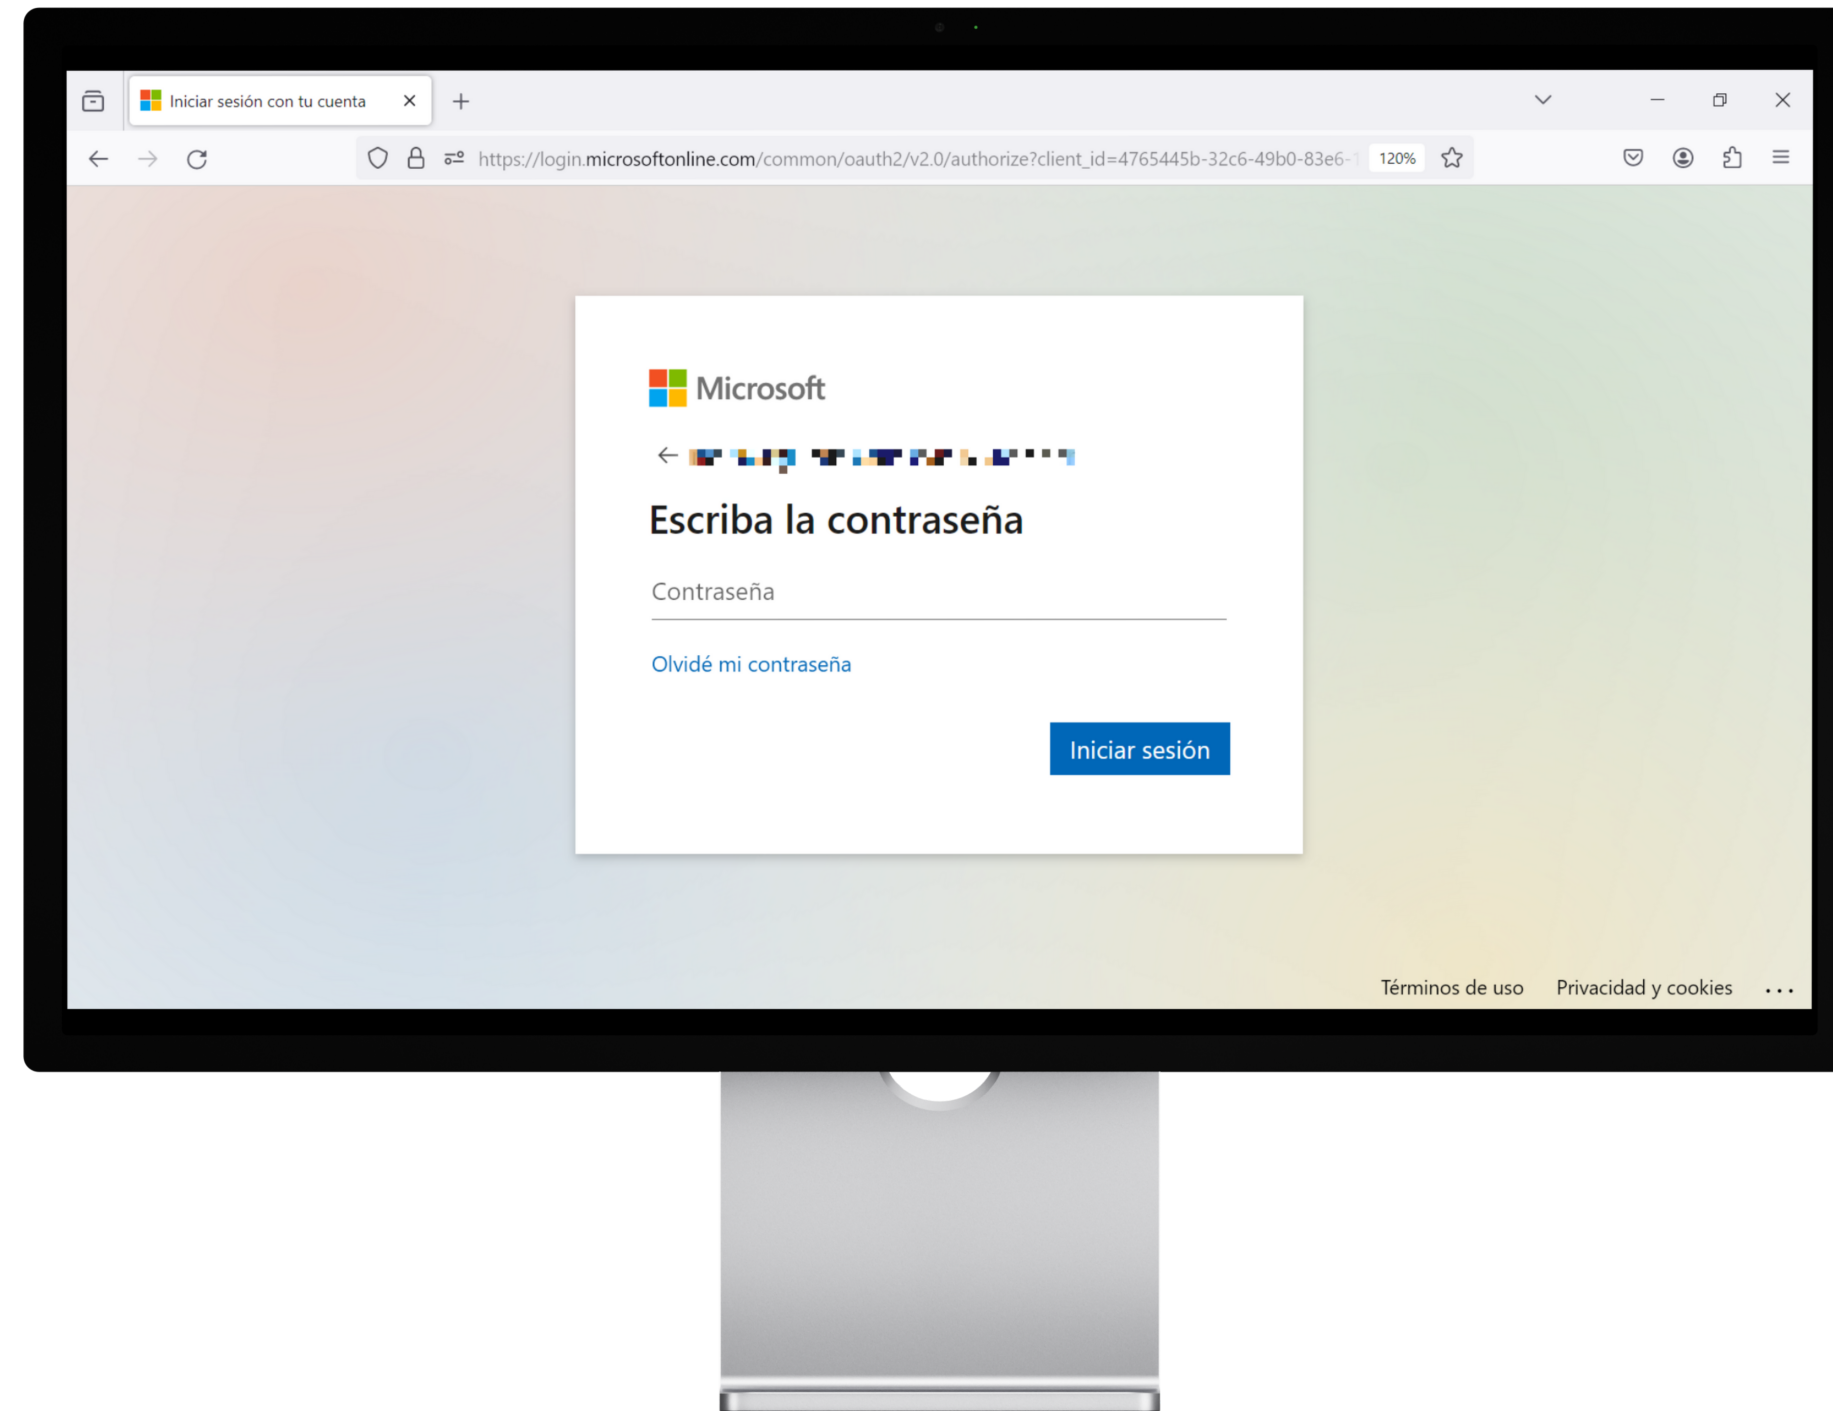 Iniciar sesión con tu cuenta
https://login.microsoftonline.com/common/oauth2/v2.0/authorize?client_id=4765445b-32c6-49b0-83e6- 120%
Microsoft
Escriba la contraseña
Contraseña
Olvidé mi contraseña
Iniciar sesión
Términos de uso Privacidad y cookies ...